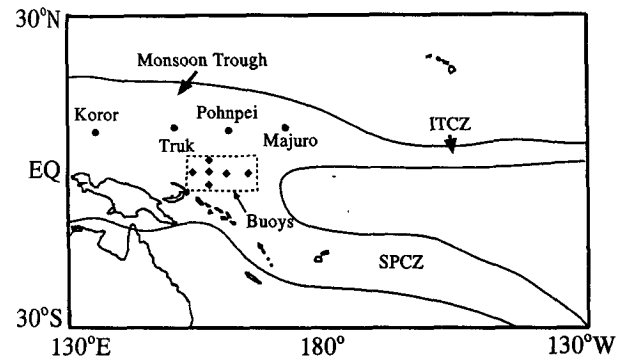 30°N
Monsoon Trough
Koror
Pohnpei
Truk
Majuro
ITCZ
EQ
Buoys
SPCZ
30°S
130°E
180°
130°W